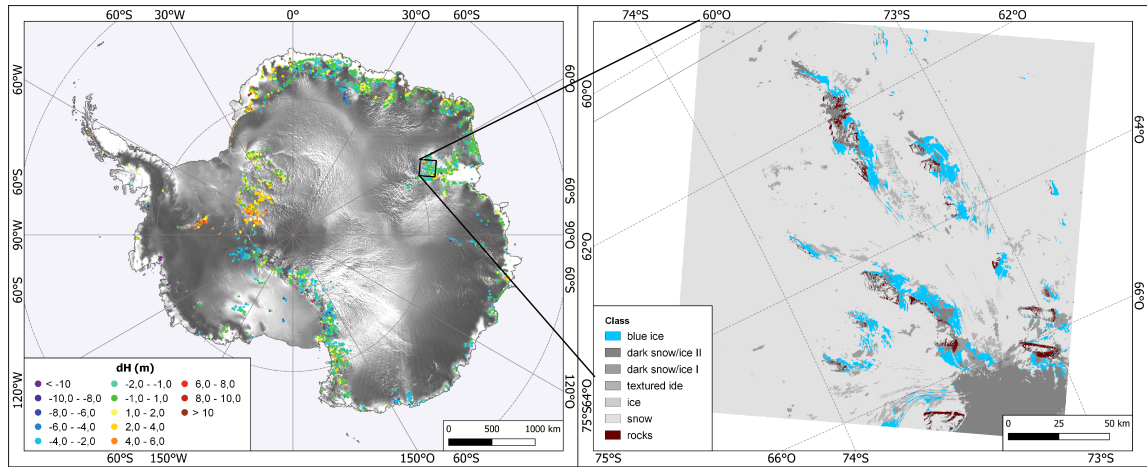 60°S 30°W 0° 30°O 60°S
74°S 60°O 73°S 62°O
60°W
60°O
60°S
60°S
90°W
90°O
60°S
60°S
120°W
120°O
60°S 150°W 150°O 60°S
dH (m)
< -10
-10,0 - -8,0
-8,0 - -6,0
-6,0 - -4,0
-4,0 - -2,0
-2,0 - -1,0
-1,0 - 1,0
1,0 - 2,0
2,0 - 4,0
4,0 - 6,0
6,0 - 8,0
8,0 - 10,0
> 10
0 500 1000 km
60°O
62°O
64°O
75°S
64°O
66°O
Class
blue ice
dark snow/ice II
dark snow/ice I
textured ide
ice
snow
rocks
0 25 50 km
75°S 66°O 74°S 73°S